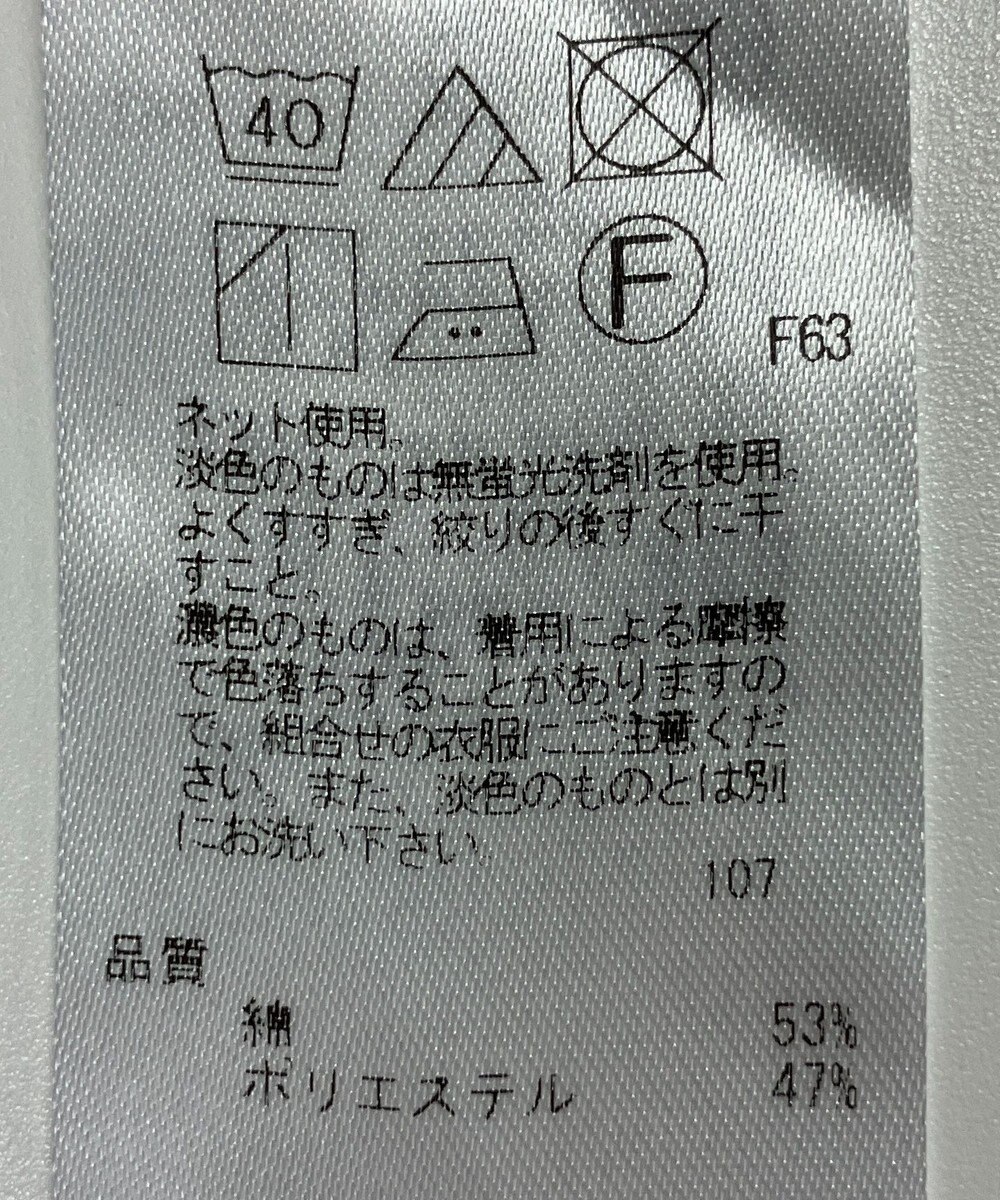 40
F
F63
ネット使用。
淡色のものは無蛍光洗剤を使用。
よくすすぎ、絞りの後すぐに干
すこと。
濃色のものは、着用による摩擦
で色落ちすることがありますの
で、組合せの衣服にご注意くだ
さい。また、淡色のものとは別
にお洗い下さい。
107
品質
綿 53%
ポリエステル 47%